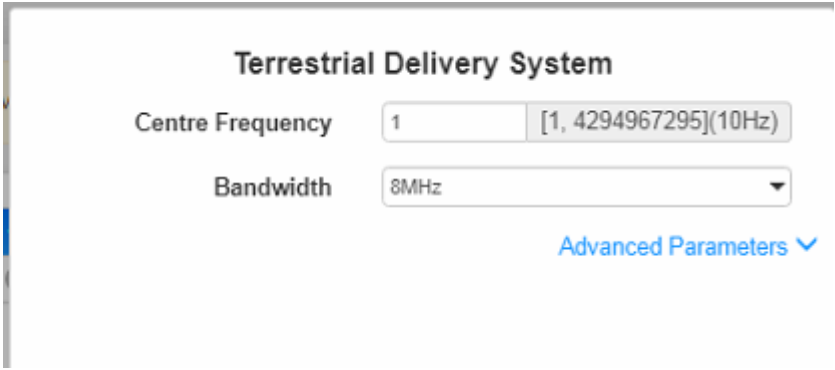 Terrestrial Delivery System
Centre Frequency 1 [1, 4294967295](10Hz)
Bandwidth 8MHz
Advanced Parameters